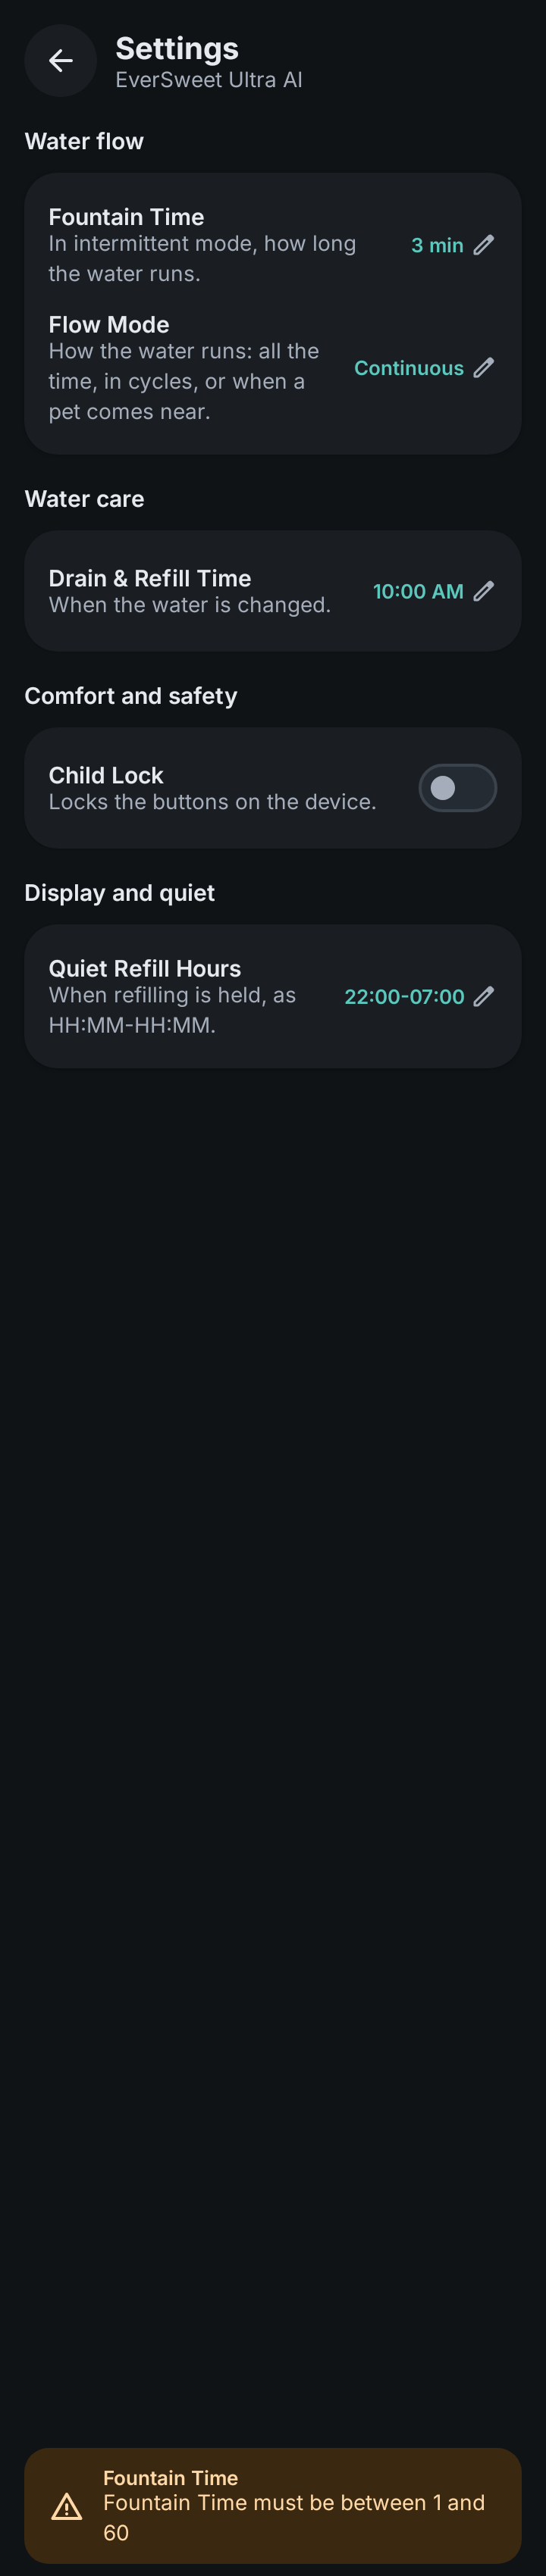 Settings
EverSweet Ultra AI
Water flow
Fountain Time
In intermittent mode, how long
the water runs.
3 min
Flow Mode
How the water runs: all the
time, in cycles, or when a
pet comes near.
Continuous
Water care
Drain & Refill Time
When the water is changed.
10:00 AM
Comfort and safety
Child Lock
Locks the buttons on the device.
Display and quiet
Quiet Refill Hours
When refilling is held, as
HH:MM-HH:MM.
22:00-07:00
Fountain Time
Fountain Time must be between 1 and
60